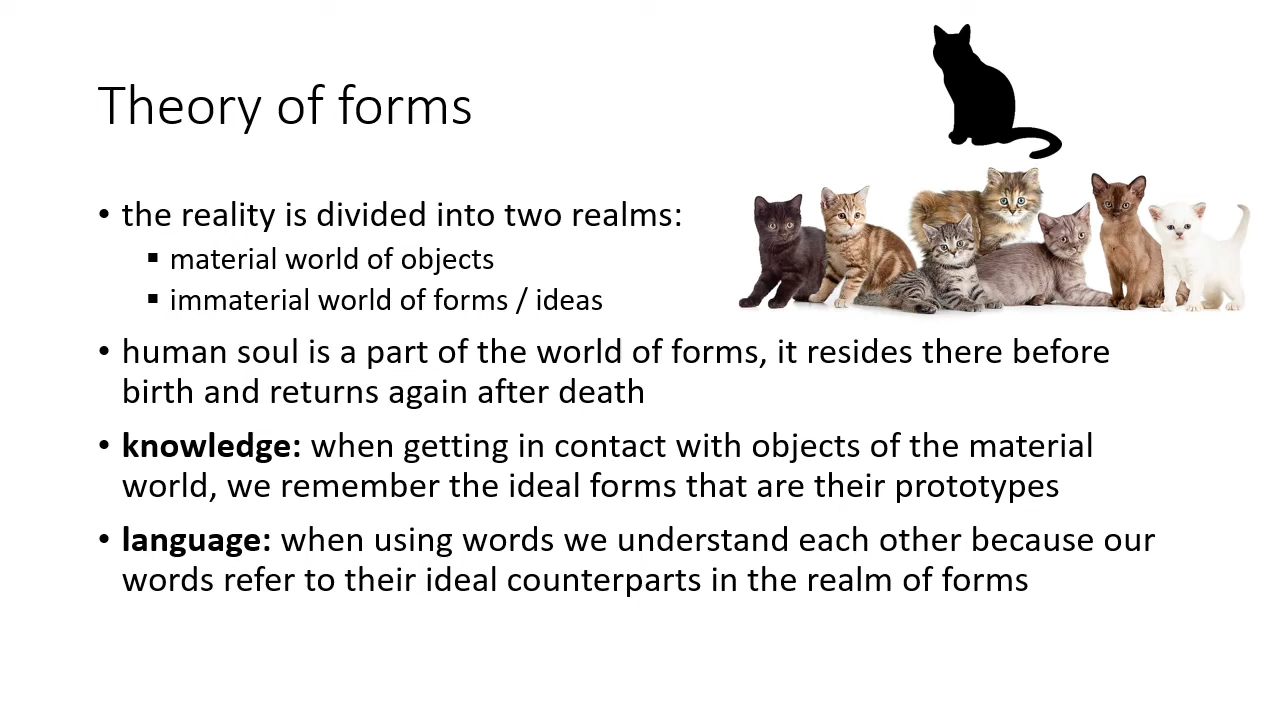 Theory of forms
• the reality is divided into two realms:
▪ material world of objects
▪ immaterial world of forms / ideas
• human soul is a part of the world of forms, it resides there before
birth and returns again after death
• knowledge: when getting in contact with objects of the material
world, we remember the ideal forms that are their prototypes
• language: when using words we understand each other because our
words refer to their ideal counterparts in the realm of forms